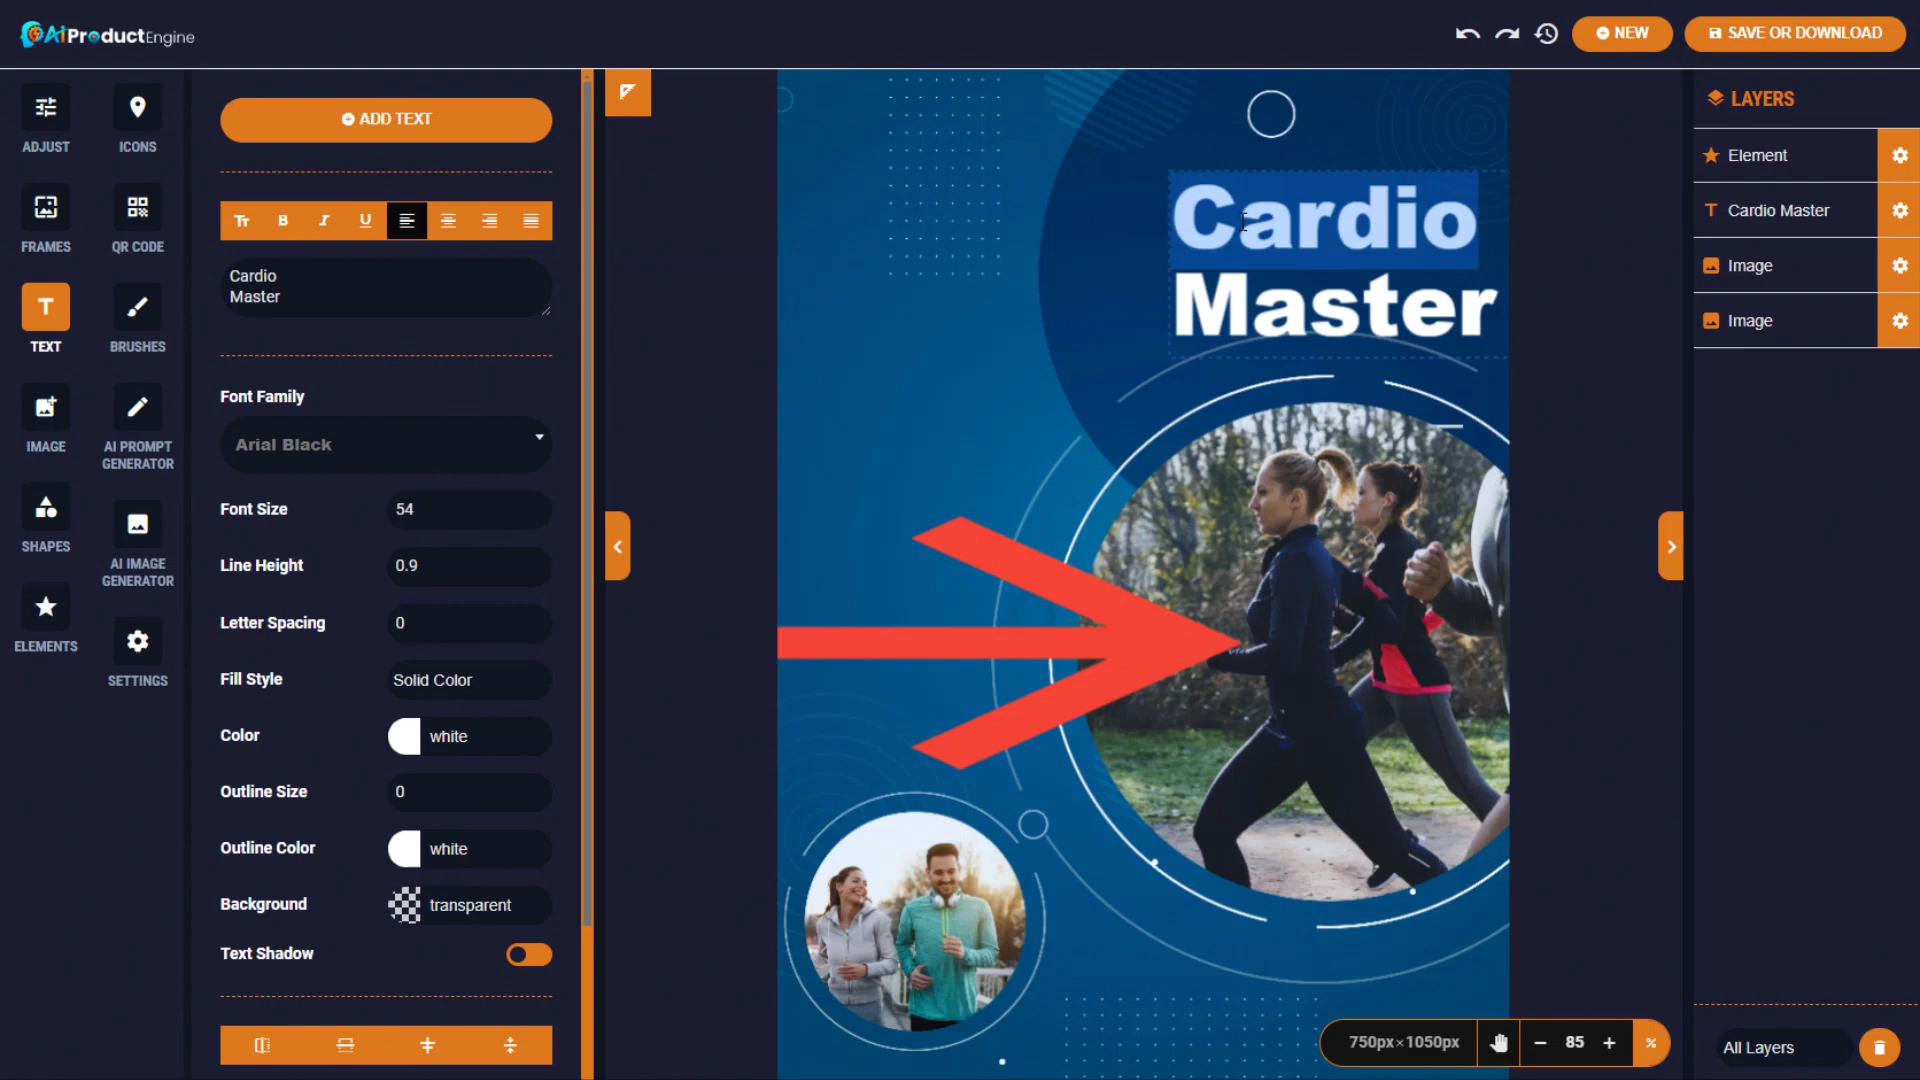 AiProductEngine
NEW
SAVE OR DOWNLOAD
ADJUST
ICONS
FRAMES
QR CODE
TEXT
BRUSHES
IMAGE
AI PROMPT
GENERATOR
SHAPES
AI IMAGE
GENERATOR
ELEMENTS
SETTINGS
ADD TEXT
Cardio
Master
Font Family
Arial Black
Font Size
54
Line Height
0.9
Letter Spacing
0
Fill Style
Solid Color
Color
white
Outline Size
0
Outline Color
white
Background
transparent
Text Shadow
Cardio
Master
750px×1050px
85
%
LAYERS
Element
Cardio Master
Image
Image
All Layers